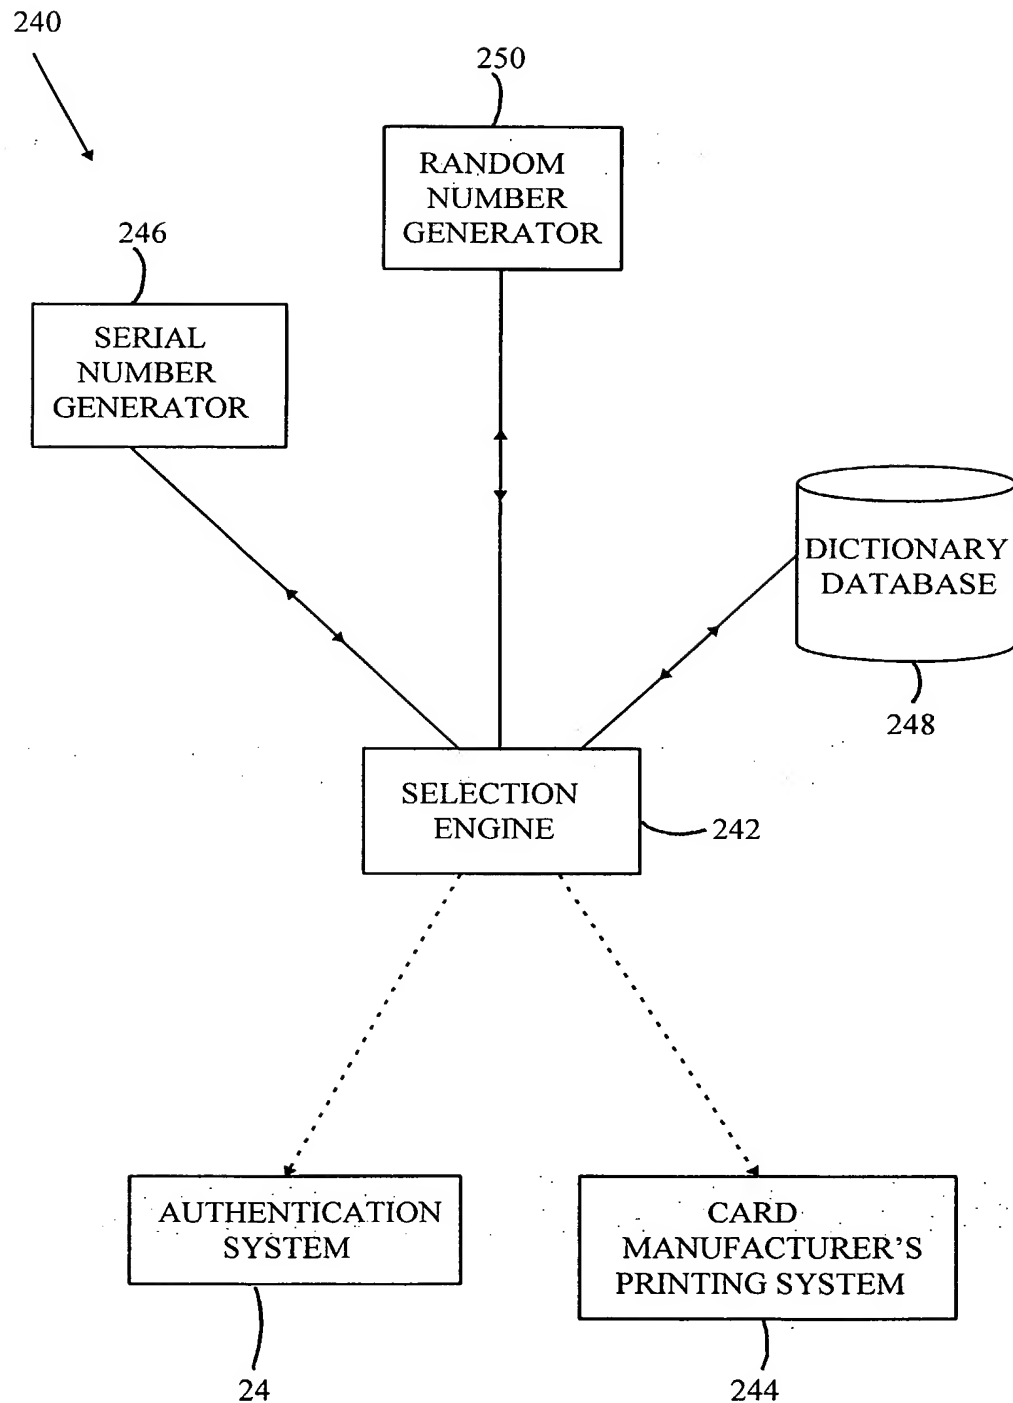 240
250
RANDOM
NUMBER
GENERATOR
246
SERIAL
NUMBER
GENERATOR
DICTIONARY
DATABASE
248
SELECTION
ENGINE
242
AUTHENTICATION
SYSTEM
24
CARD
MANUFACTURER'S
PRINTING SYSTEM
244